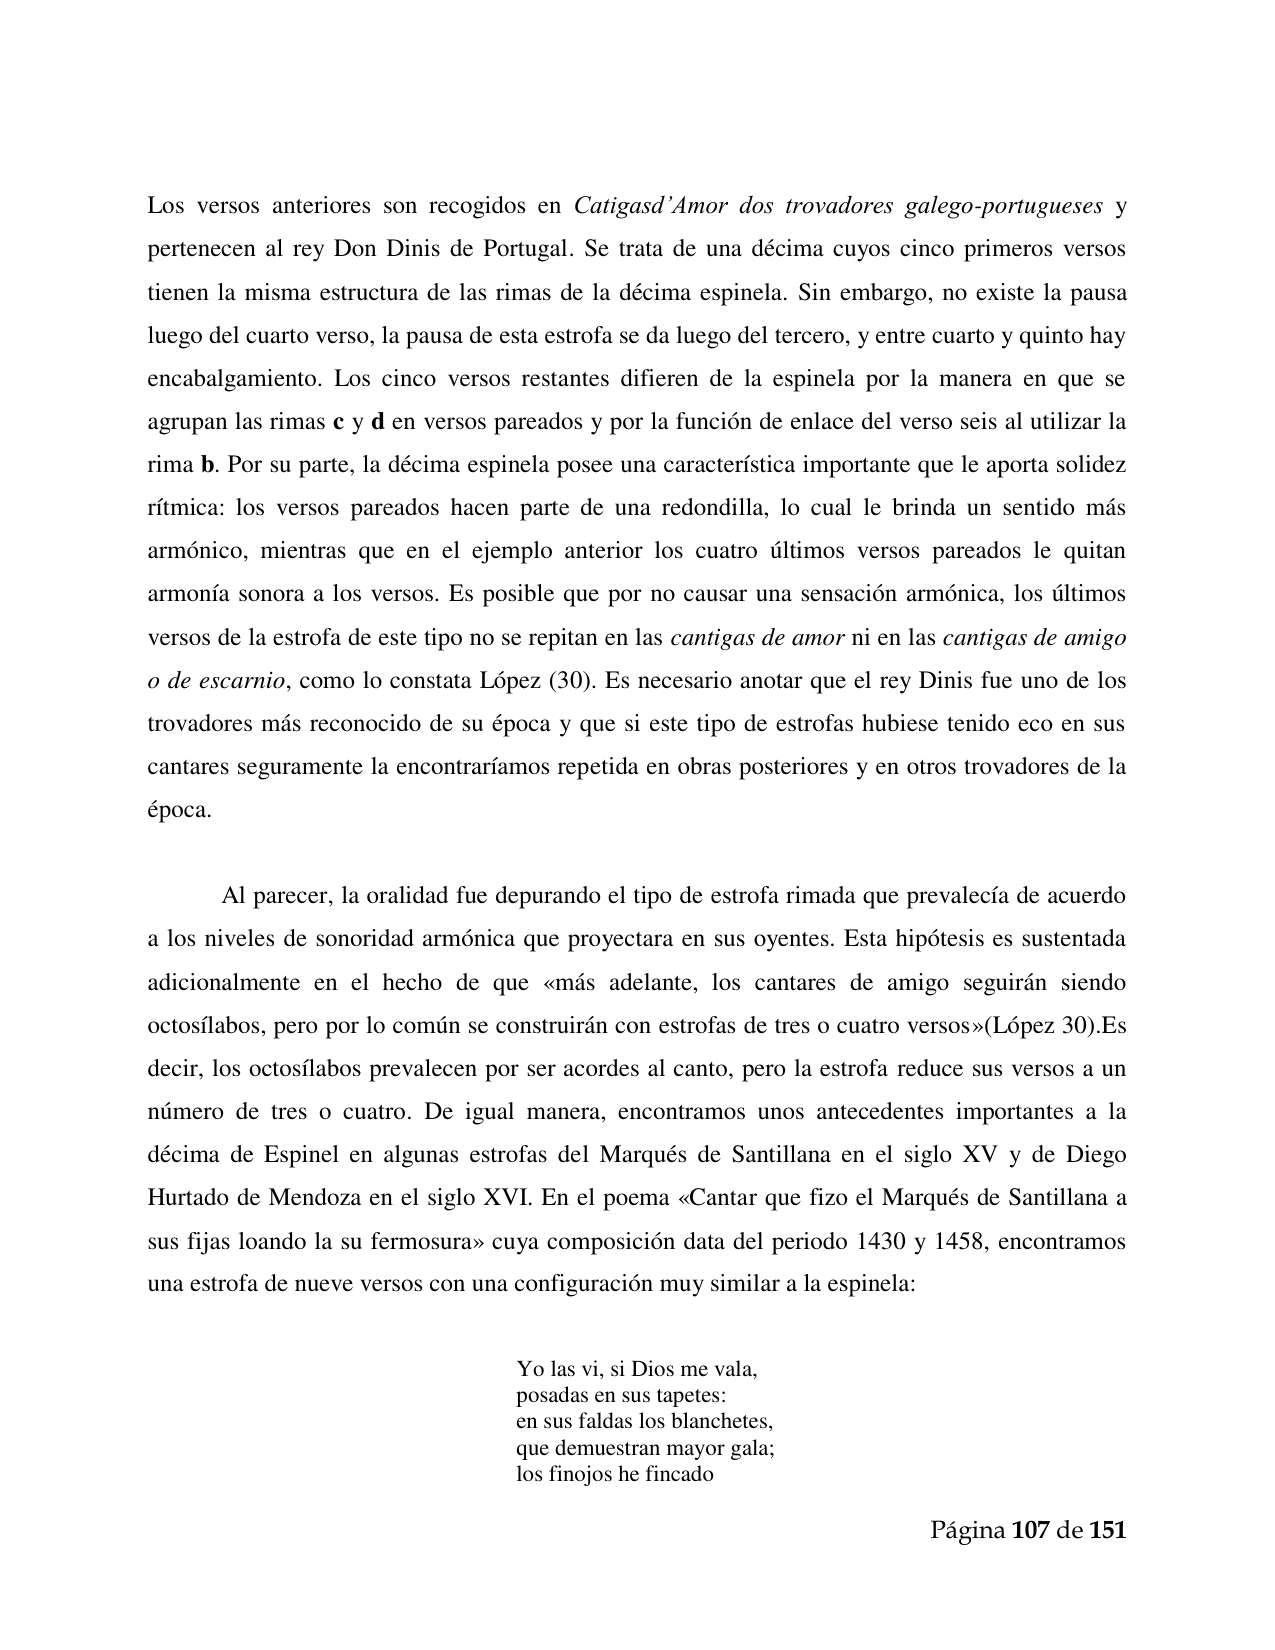 Los versos anteriores son recogidos en Catigasd’Amor dos trovadores galego-portugueses y
pertenecen al rey Don Dinis de Portugal. Se trata de una décima cuyos cinco primeros versos
tienen la misma estructura de las rimas de la décima espinela. Sin embargo, no existe la pausa
luego del cuarto verso, la pausa de esta estrofa se da luego del tercero, y entre cuarto y quinto hay
encabalgamiento. Los cinco versos restantes difieren de la espinela por la manera en que se
agrupan las rimas c y d en versos pareados y por la función de enlace del verso seis al utilizar la
rima b. Por su parte, la décima espinela posee una característica importante que le aporta solidez
rítmica: los versos pareados hacen parte de una redondilla, lo cual le brinda un sentido más
armónico, mientras que en el ejemplo anterior los cuatro últimos versos pareados le quitan
armonía sonora a los versos. Es posible que por no causar una sensación armónica, los últimos
versos de la estrofa de este tipo no se repitan en las cantigas de amor ni en las cantigas de amigo
o de escarnio, como lo constata López (30). Es necesario anotar que el rey Dinis fue uno de los
trovadores más reconocido de su época y que si este tipo de estrofas hubiese tenido eco en sus
cantares seguramente la encontraríamos repetida en obras posteriores y en otros trovadores de la
época.
Al parecer, la oralidad fue depurando el tipo de estrofa rimada que prevalecía de acuerdo
a los niveles de sonoridad armónica que proyectara en sus oyentes. Esta hipótesis es sustentada
adicionalmente en el hecho de que «más adelante, los cantares de amigo seguirán siendo
octosílabos, pero por lo común se construirán con estrofas de tres o cuatro versos»(López 30).Es
decir, los octosílabos prevalecen por ser acordes al canto, pero la estrofa reduce sus versos a un
número de tres o cuatro. De igual manera, encontramos unos antecedentes importantes a la
décima de Espinel en algunas estrofas del Marqués de Santillana en el siglo XV y de Diego
Hurtado de Mendoza en el siglo XVI. En el poema «Cantar que fizo el Marqués de Santillana a
sus fijas loando la su fermosura» cuya composición data del periodo 1430 y 1458, encontramos
una estrofa de nueve versos con una configuración muy similar a la espinela:
Yo las vi, si Dios me vala,
posadas en sus tapetes:
en sus faldas los blanchetes,
que demuestran mayor gala;
los finojos he fincado
Página 107 de 151